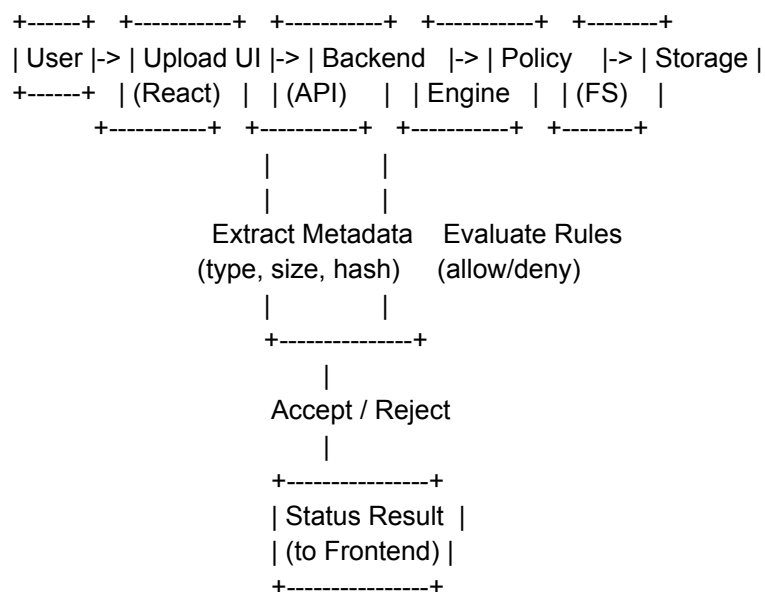 +------+ +-----------+ +-----------+ +-----------+ +--------+
| User |-> | Upload UI |-> | Backend |-> | Policy |-> | Storage |
+------+ | (React) | | (API) | | Engine | | (FS) |
+-----------+ +-----------+ +-----------+ +--------+
| |
| |
Extract Metadata Evaluate Rules
(type, size, hash) (allow/deny)
| |
+---------------+
|
Accept / Reject
|
+----------------+
| Status Result |
| (to Frontend) |
+----------------+